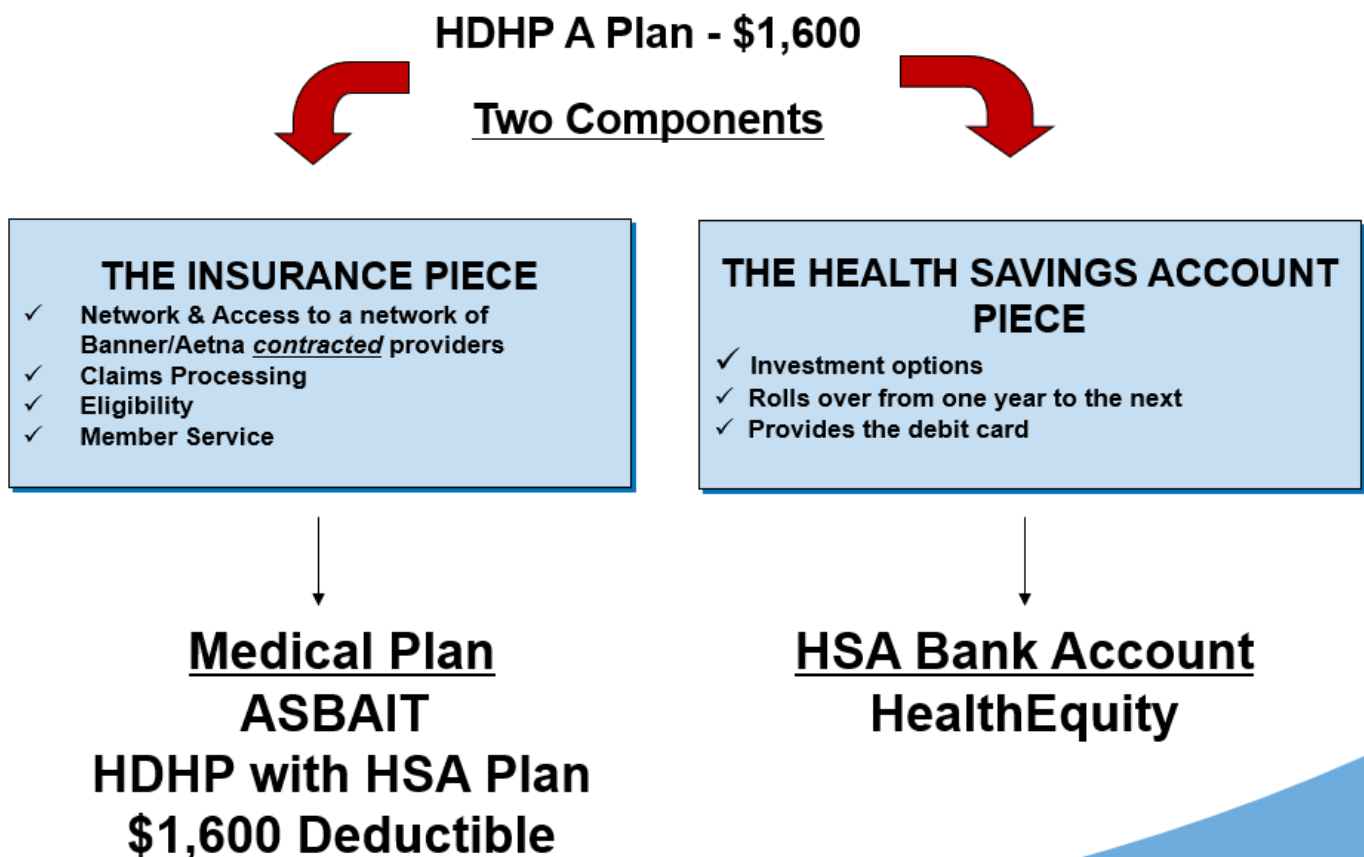 HDHP A Plan - $1,600
Two Components
THE INSURANCE PIECE
✓ Network & Access to a network of
Banner/Aetna contracted providers
✓ Claims Processing
✓ Eligibility
✓ Member Service
THE HEALTH SAVINGS ACCOUNT
PIECE
✓ Investment options
✓ Rolls over from one year to the next
✓ Provides the debit card
Medical Plan
ASBAIT
HDHP with HSA Plan
$1,600 Deductible
HSA Bank Account
HealthEquity